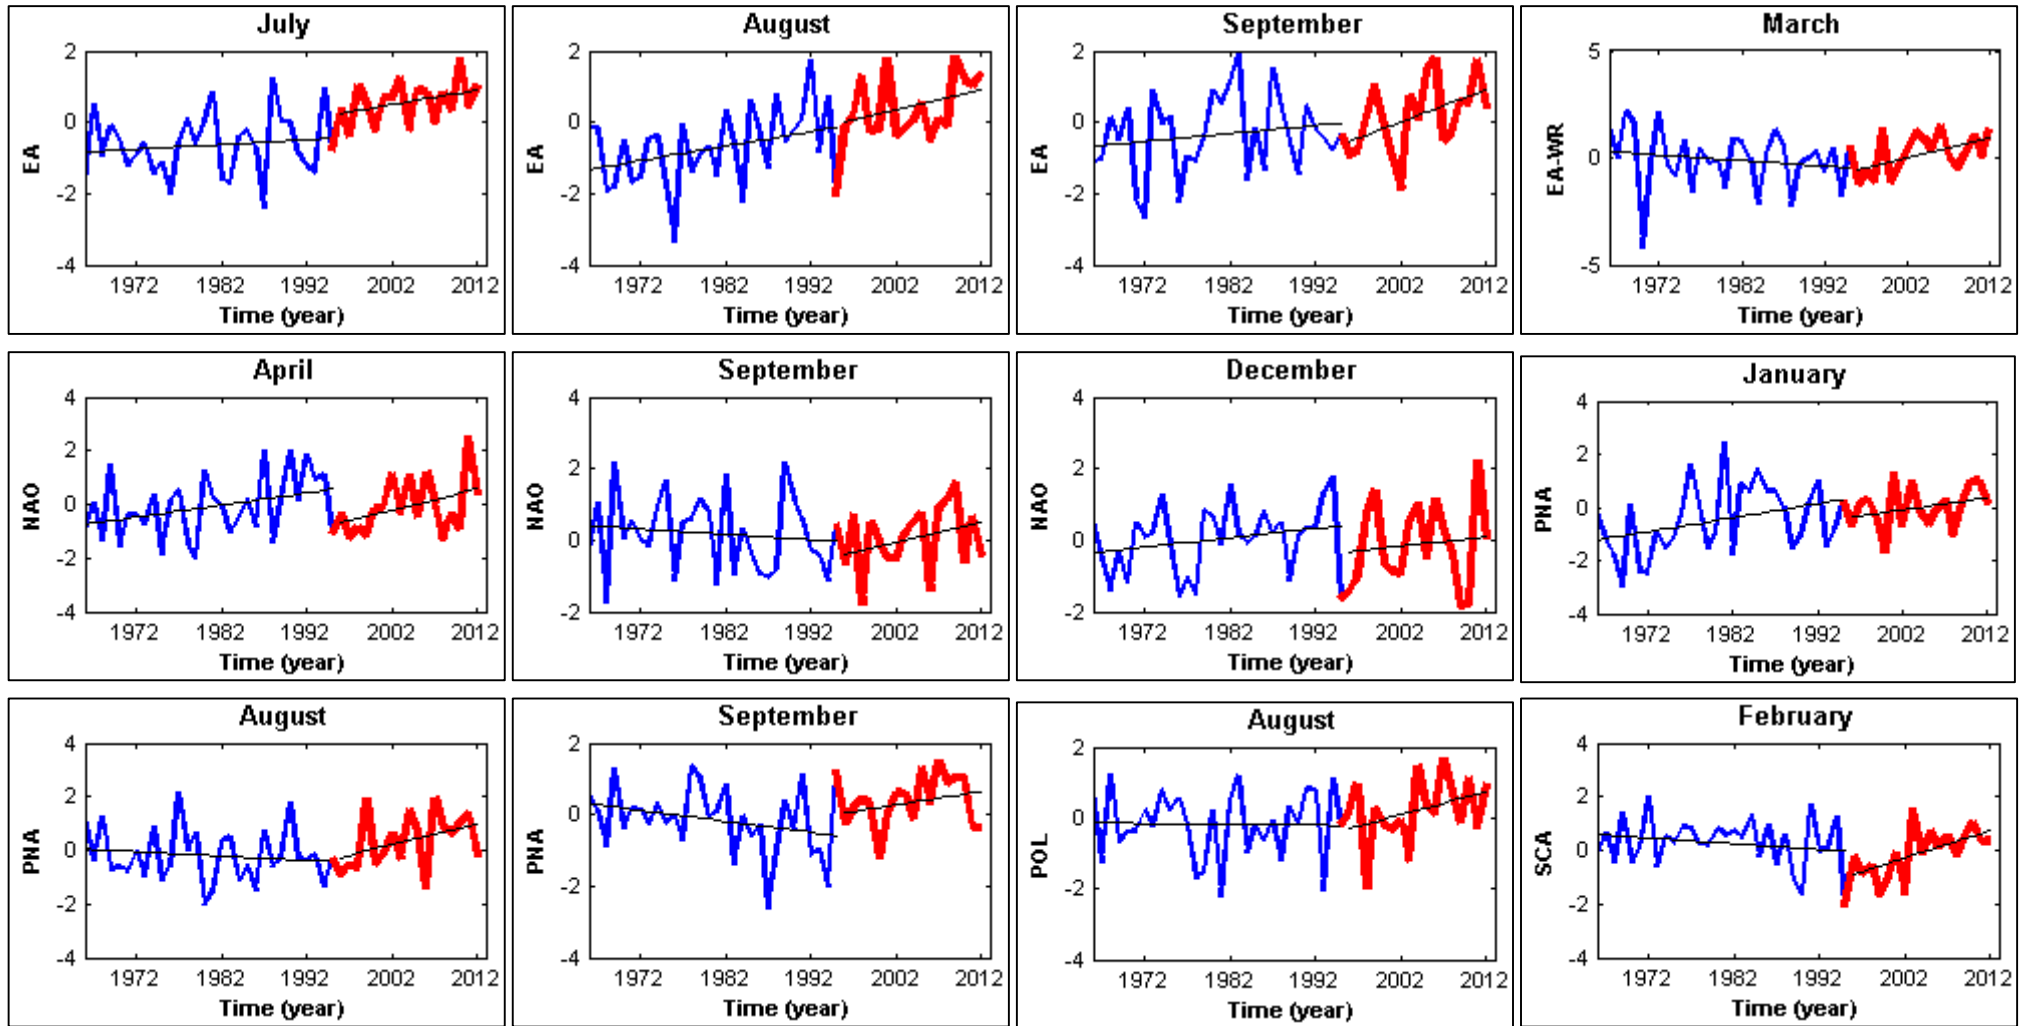 July
2
0
-2
-4
EA
1972 1982 1992 2002 2012
Time (year)
August
2
0
-2
-4
EA
1972 1982 1992 2002 2012
Time (year)
September
2
0
-2
-4
EA
1972 1982 1992 2002 2012
Time (year)
March
5
0
-5
EA-WR
1972 1982 1992 2002 2012
Time (year)
April
4
2
0
-2
-4
NAO
1972 1982 1992 2002 2012
Time (year)
September
4
2
0
-2
NAO
1972 1982 1992 2002 2012
Time (year)
December
4
2
0
-2
NAO
1972 1982 1992 2002 2012
Time (year)
January
4
2
0
-2
-4
PNA
1972 1982 1992 2002 2012
Time (year)
August
4
2
0
-2
-4
PNA
1972 1982 1992 2002 2012
Time (year)
September
2
0
-2
-4
PNA
1972 1982 1992 2002 2012
Time (year)
August
2
0
-2
-4
POL
1972 1982 1992 2002 2012
Time (year)
February
4
2
0
-2
-4
SCA
1972 1982 1992 2002 2012
Time (year)